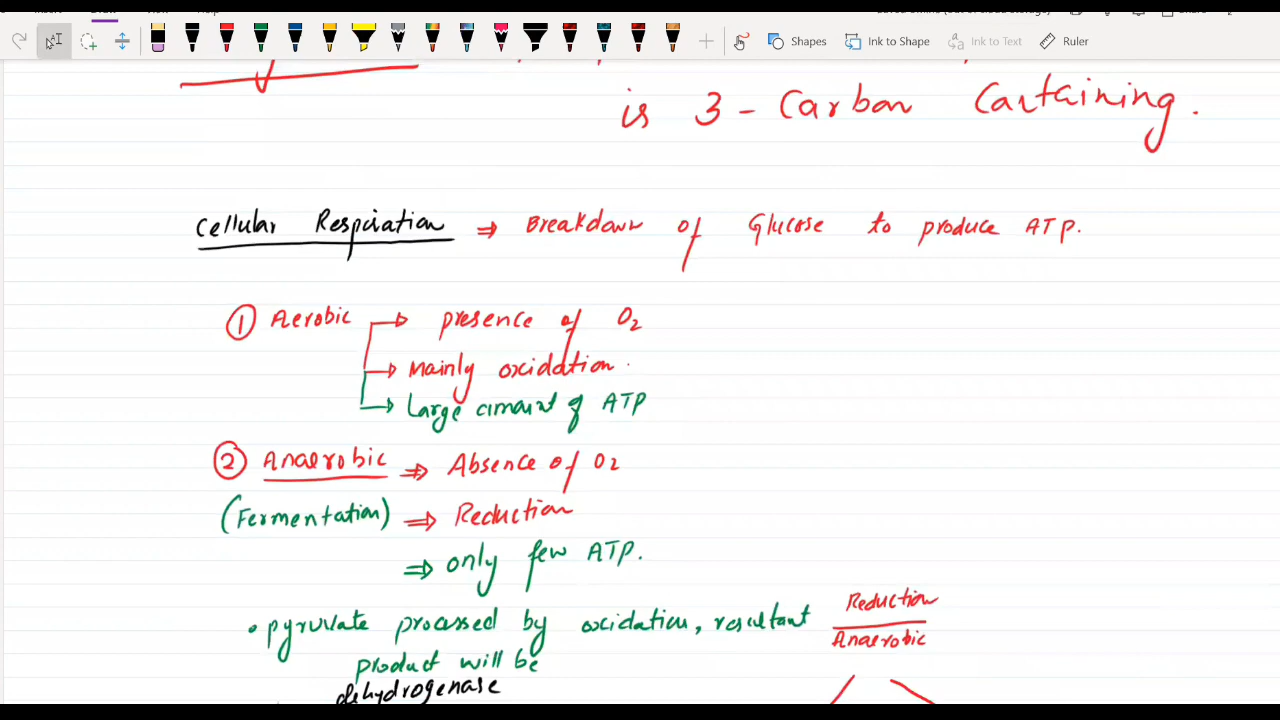 Shapes Ink to Shape Ink to Text Ruler
is 3 - Carbon Containing.
Cellular Respiration ⇒ Breakdown of Glucose to produce ATP.
① Aerobic → presence of O2
→ Mainly oxidation.
→ Large amount of ATP
② Anaerobic ⇒ Absence of O2
(Fermentation) ⇒ Reduction
⇒ only few ATP.
• pyruvate processed by oxidation, resultant
product will be
dehydrogenase
Reduction
Anaerobic